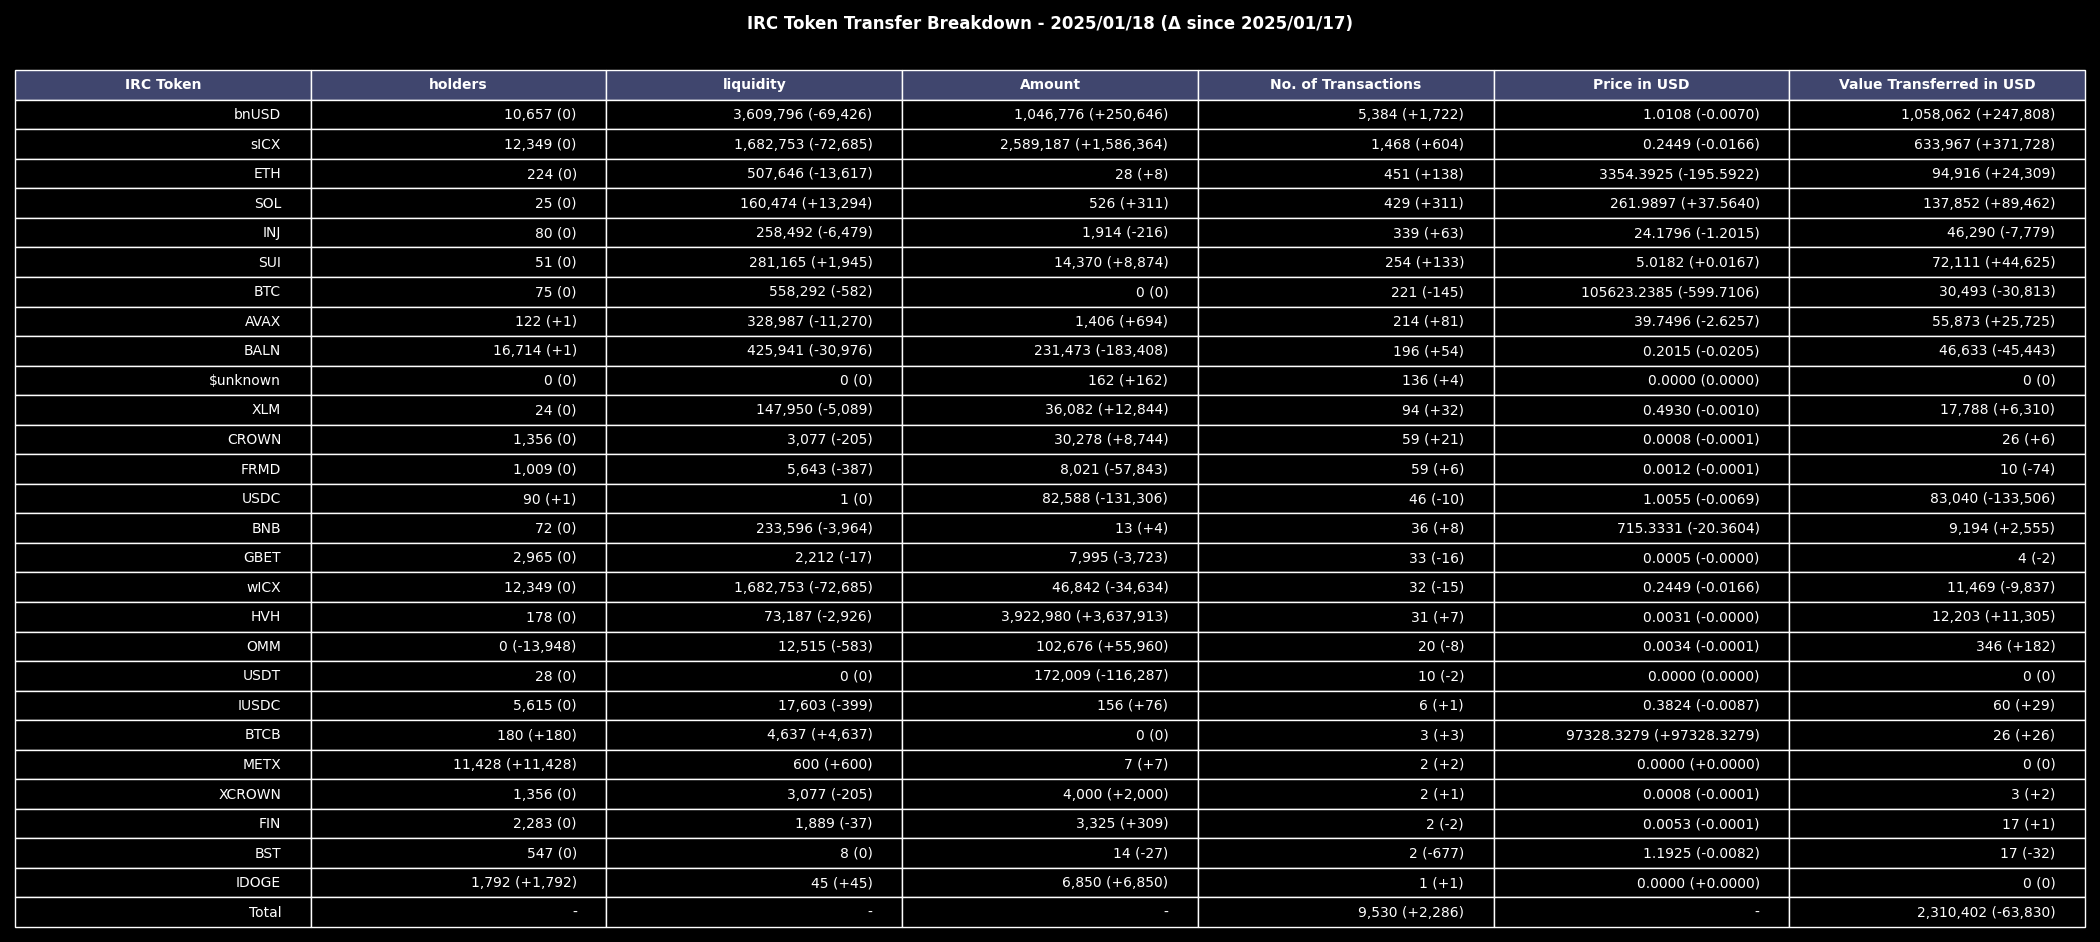 IRC Token Transfer Breakdown - 2025/01/18 (Δ since 2025/01/17)
IRC Token holders liquidity Amount No. of Transactions Price in USD Value Transferred in USD
bnUSD 10,657 (0) 3,609,796 (-69,426) 1,046,776 (+250,646) 5,384 (+1,722) 1.0108 (-0.0070) 1,058,062 (+247,808)
sICX 12,349 (0) 1,682,753 (-72,685) 2,589,187 (+1,586,364) 1,468 (+604) 0.2449 (-0.0166) 633,967 (+371,728)
ETH 224 (0) 507,646 (-13,617) 28 (+8) 451 (+138) 3354.3925 (-195.5922) 94,916 (+24,309)
SOL 25 (0) 160,474 (+13,294) 526 (+311) 429 (+311) 261.9897 (+37.5640) 137,852 (+89,462)
INJ 80 (0) 258,492 (-6,479) 1,914 (-216) 339 (+63) 24.1796 (-1.2015) 46,290 (-7,779)
SUI 51 (0) 281,165 (+1,945) 14,370 (+8,874) 254 (+133) 5.0182 (+0.0167) 72,111 (+44,625)
BTC 75 (0) 558,292 (-582) 0 (0) 221 (-145) 105623.2385 (-599.7106) 30,493 (-30,813)
AVAX 122 (+1) 328,987 (-11,270) 1,406 (+694) 214 (+81) 39.7496 (-2.6257) 55,873 (+25,725)
BALN 16,714 (+1) 425,941 (-30,976) 231,473 (-183,408) 196 (+54) 0.2015 (-0.0205) 46,633 (-45,443)
$unknown 0 (0) 0 (0) 162 (+162) 136 (+4) 0.0000 (0.0000) 0 (0)
XLM 24 (0) 147,950 (-5,089) 36,082 (+12,844) 94 (+32) 0.4930 (-0.0010) 17,788 (+6,310)
CROWN 1,356 (0) 3,077 (-205) 30,278 (+8,744) 59 (+21) 0.0008 (-0.0001) 26 (+6)
FRMD 1,009 (0) 5,643 (-387) 8,021 (-57,843) 59 (+6) 0.0012 (-0.0001) 10 (-74)
USDC 90 (+1) 1 (0) 82,588 (-131,306) 46 (-10) 1.0055 (-0.0069) 83,040 (-133,506)
BNB 72 (0) 233,596 (-3,964) 13 (+4) 36 (+8) 715.3331 (-20.3604) 9,194 (+2,555)
GBET 2,965 (0) 2,212 (-17) 7,995 (-3,723) 33 (-16) 0.0005 (-0.0000) 4 (-2)
wICX 12,349 (0) 1,682,753 (-72,685) 46,842 (-34,634) 32 (-15) 0.2449 (-0.0166) 11,469 (-9,837)
HVH 178 (0) 73,187 (-2,926) 3,922,980 (+3,637,913) 31 (+7) 0.0031 (-0.0000) 12,203 (+11,305)
OMM 0 (-13,948) 12,515 (-583) 102,676 (+55,960) 20 (-8) 0.0034 (-0.0001) 346 (+182)
USDT 28 (0) 0 (0) 172,009 (-116,287) 10 (-2) 0.0000 (0.0000) 0 (0)
IUSDC 5,615 (0) 17,603 (-399) 156 (+76) 6 (+1) 0.3824 (-0.0087) 60 (+29)
BTCB 180 (+180) 4,637 (+4,637) 0 (0) 3 (+3) 97328.3279 (+97328.3279) 26 (+26)
METX 11,428 (+11,428) 600 (+600) 7 (+7) 2 (+2) 0.0000 (+0.0000) 0 (0)
XCROWN 1,356 (0) 3,077 (-205) 4,000 (+2,000) 2 (+1) 0.0008 (-0.0001) 3 (+2)
FIN 2,283 (0) 1,889 (-37) 3,325 (+309) 2 (-2) 0.0053 (-0.0001) 17 (+1)
BST 547 (0) 8 (0) 14 (-27) 2 (-677) 1.1925 (-0.0082) 17 (-32)
IDOGE 1,792 (+1,792) 45 (+45) 6,850 (+6,850) 1 (+1) 0.0000 (+0.0000) 0 (0)
Total - - - 9,530 (+2,286) - 2,310,402 (-63,830)